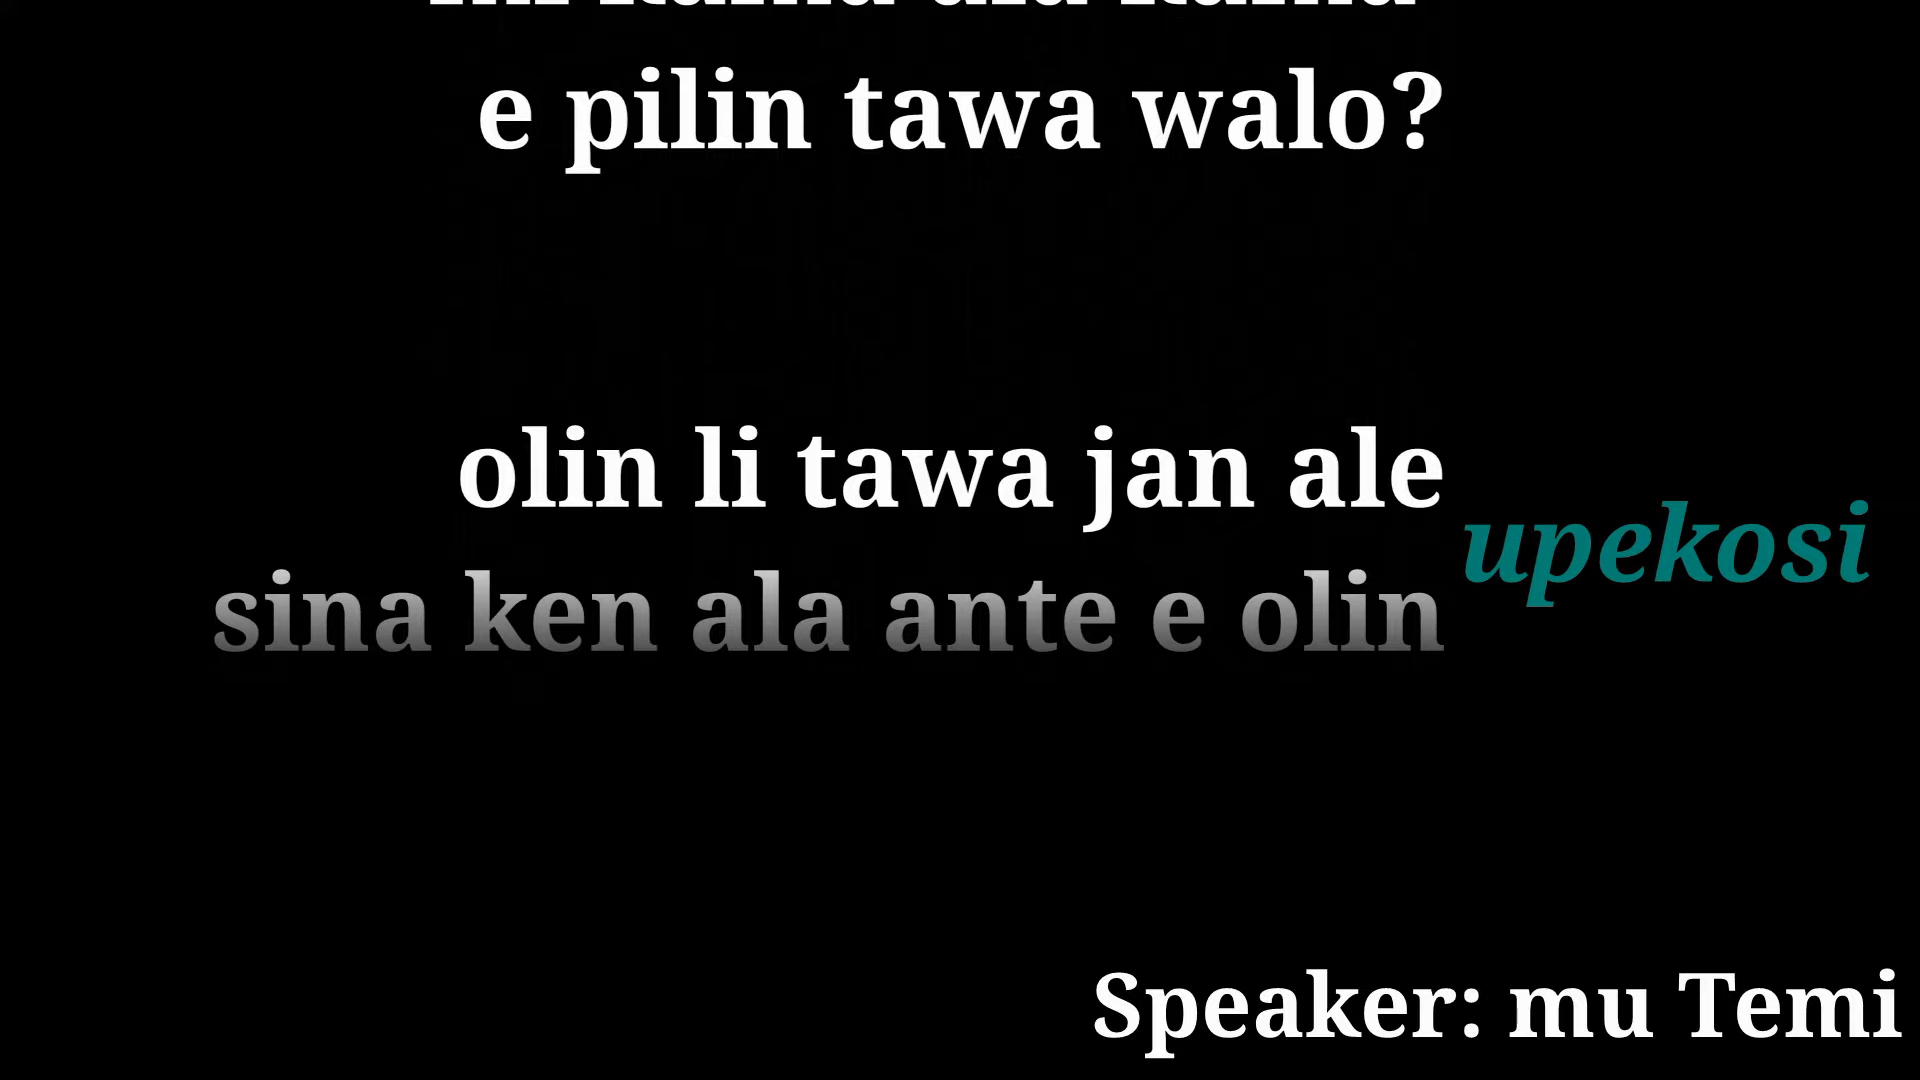 e pilin tawa walo?
olin li tawa jan ale
upekosi
sina ken ala ante e olin
Speaker: mu Temi